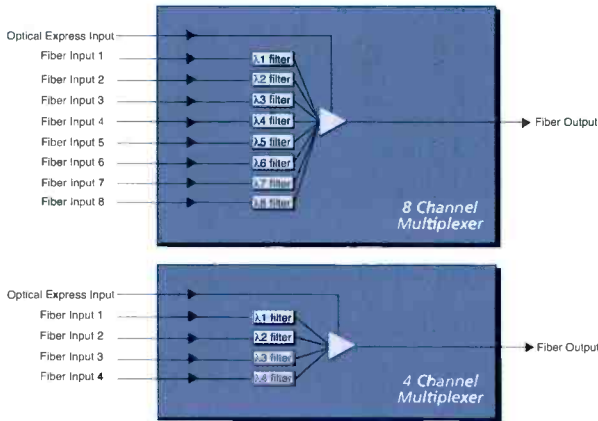 Optical Express Input
Fiber Input 1
λ1 filter
Fiber Input 2
λ2 filter
Fiber Input 3
λ3 filter
Fiber Input 4
λ4 filter
Fiber Output
Fiber Input 5
λ5 filter
Fiber Input 6
λ6 filter
Fiber Input 7
λ7 filter
Fiber Input 8
λ8 filter
8 Channel
Multiplexer
Optical Express Input
Fiber Input 1
λ1 filter
Fiber Input 2
λ2 filter
Fiber Output
Fiber Input 3
λ3 filter
Fiber Input 4
λ4 filter
4 Channel
Multiplexer